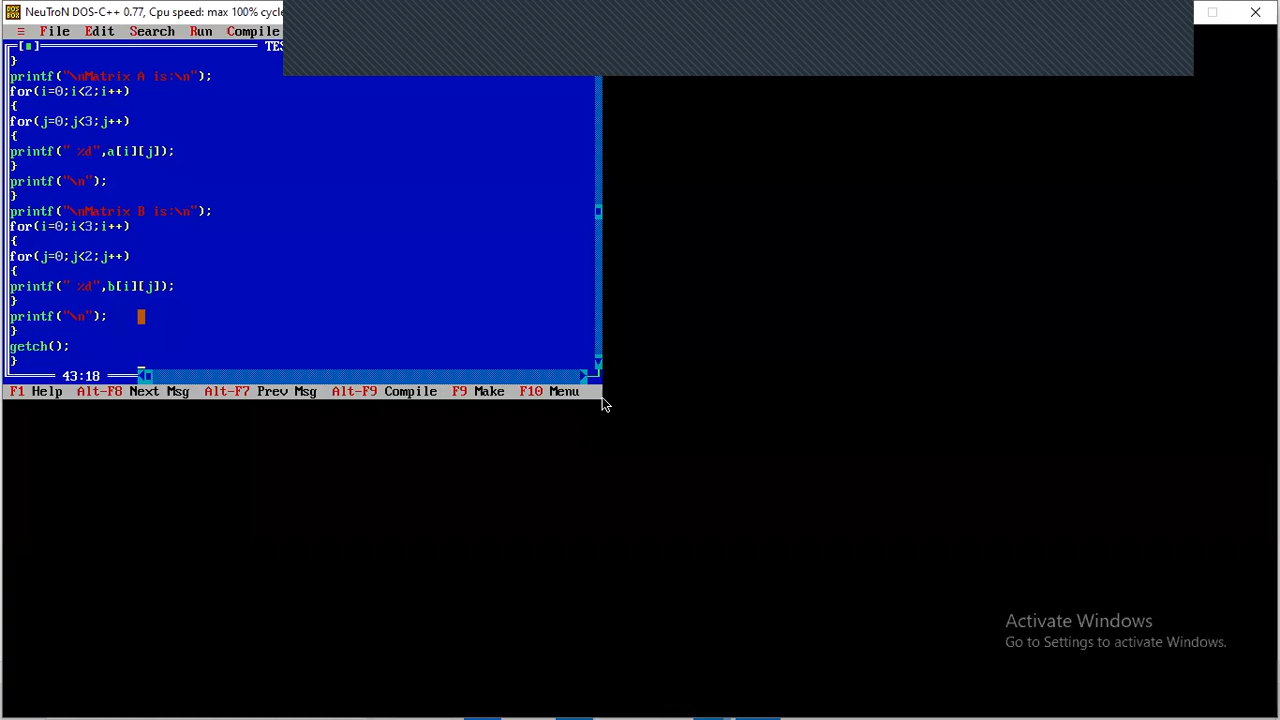 NeuTroN DOS-C++ 0.77, Cpu speed: max 100% cycle
≡ File Edit Search Run Compile
[■] TES
}
printf("\nMatrix A is:\n");
for(i=0;i<2;i++)
{
for(j=0;j<3;j++)
{
printf(" %d",a[i][j]);
}
printf("\n");
}
printf("\nMatrix B is:\n");
for(i=0;i<3;i++)
{
for(j=0;j<2;j++)
{
printf(" %d",b[i][j]);
}
printf("\n");
}
getch();
}
43:18
F1 Help Alt-F8 Next Msg Alt-F7 Prev Msg Alt-F9 Compile F9 Make F10 Menu
Activate Windows
Go to Settings to activate Windows.